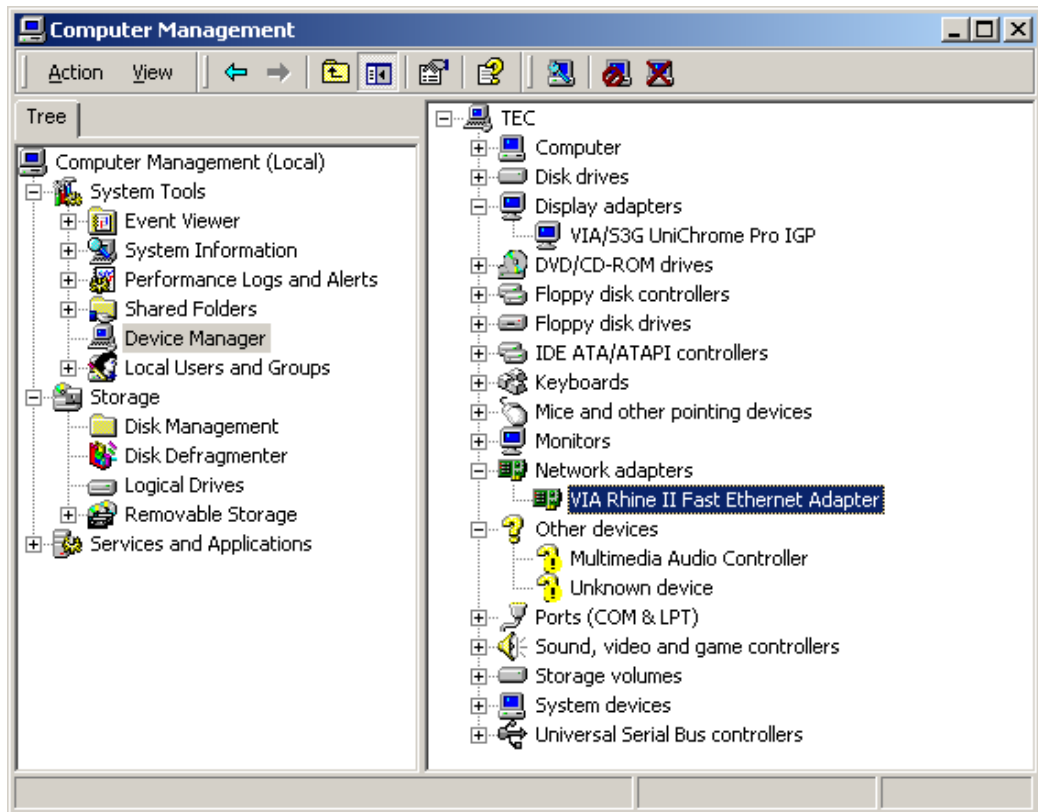 Computer Management
Action View
Tree
Computer Management (Local)
System Tools
Event Viewer
System Information
Performance Logs and Alerts
Shared Folders
Device Manager
Local Users and Groups
Storage
Disk Management
Disk Defragmenter
Logical Drives
Removable Storage
Services and Applications
TEC
Computer
Disk drives
Display adapters
VIA/S3G UniChrome Pro IGP
DVD/CD-ROM drives
Floppy disk controllers
Floppy disk drives
IDE ATA/ATAPI controllers
Keyboards
Mice and other pointing devices
Monitors
Network adapters
VIA Rhine II Fast Ethernet Adapter
Other devices
Multimedia Audio Controller
Unknown device
Ports (COM & LPT)
Sound, video and game controllers
Storage volumes
System devices
Universal Serial Bus controllers